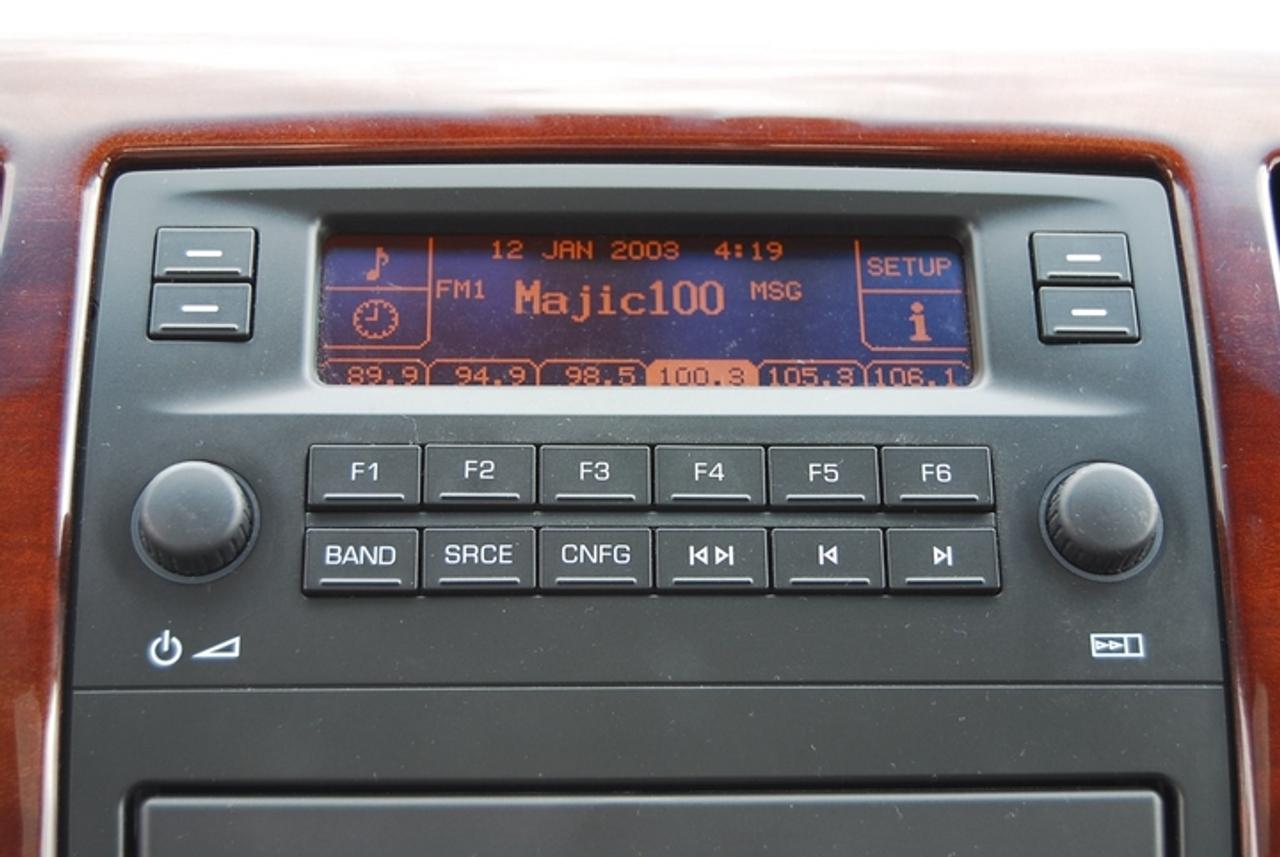 12 JAN 2003 4:19
SETUP
FM1 Majic100 MSG
i
89.9 94.9 98.5 100.3 105.3 106.1
F1 F2 F3 F4 F5 F6
BAND SRCE CNFG